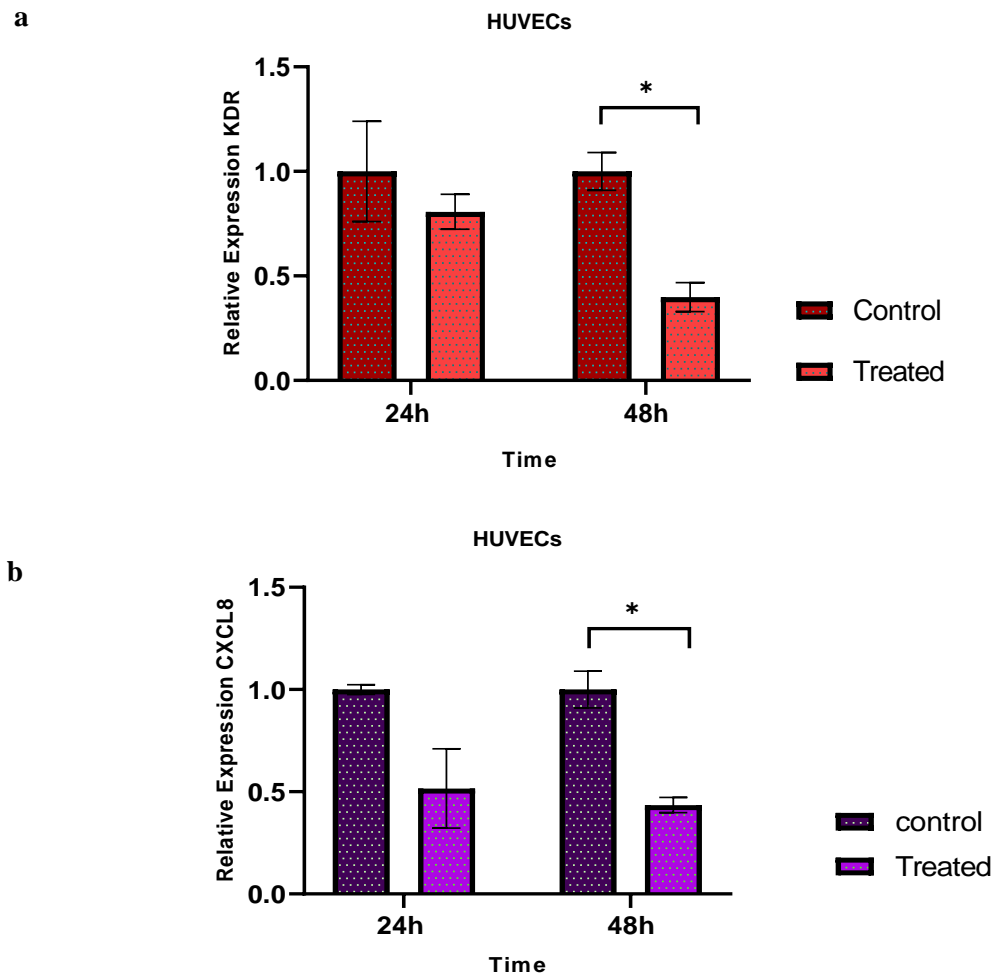 a
HUVECs
Relative Expression KDR
1.5
1.0
0.5
0.0
*
24h
48h
Time
Control
Treated
b
HUVECs
Relative Expression CXCL8
1.5
1.0
0.5
0.0
*
24h
48h
Time
control
Treated